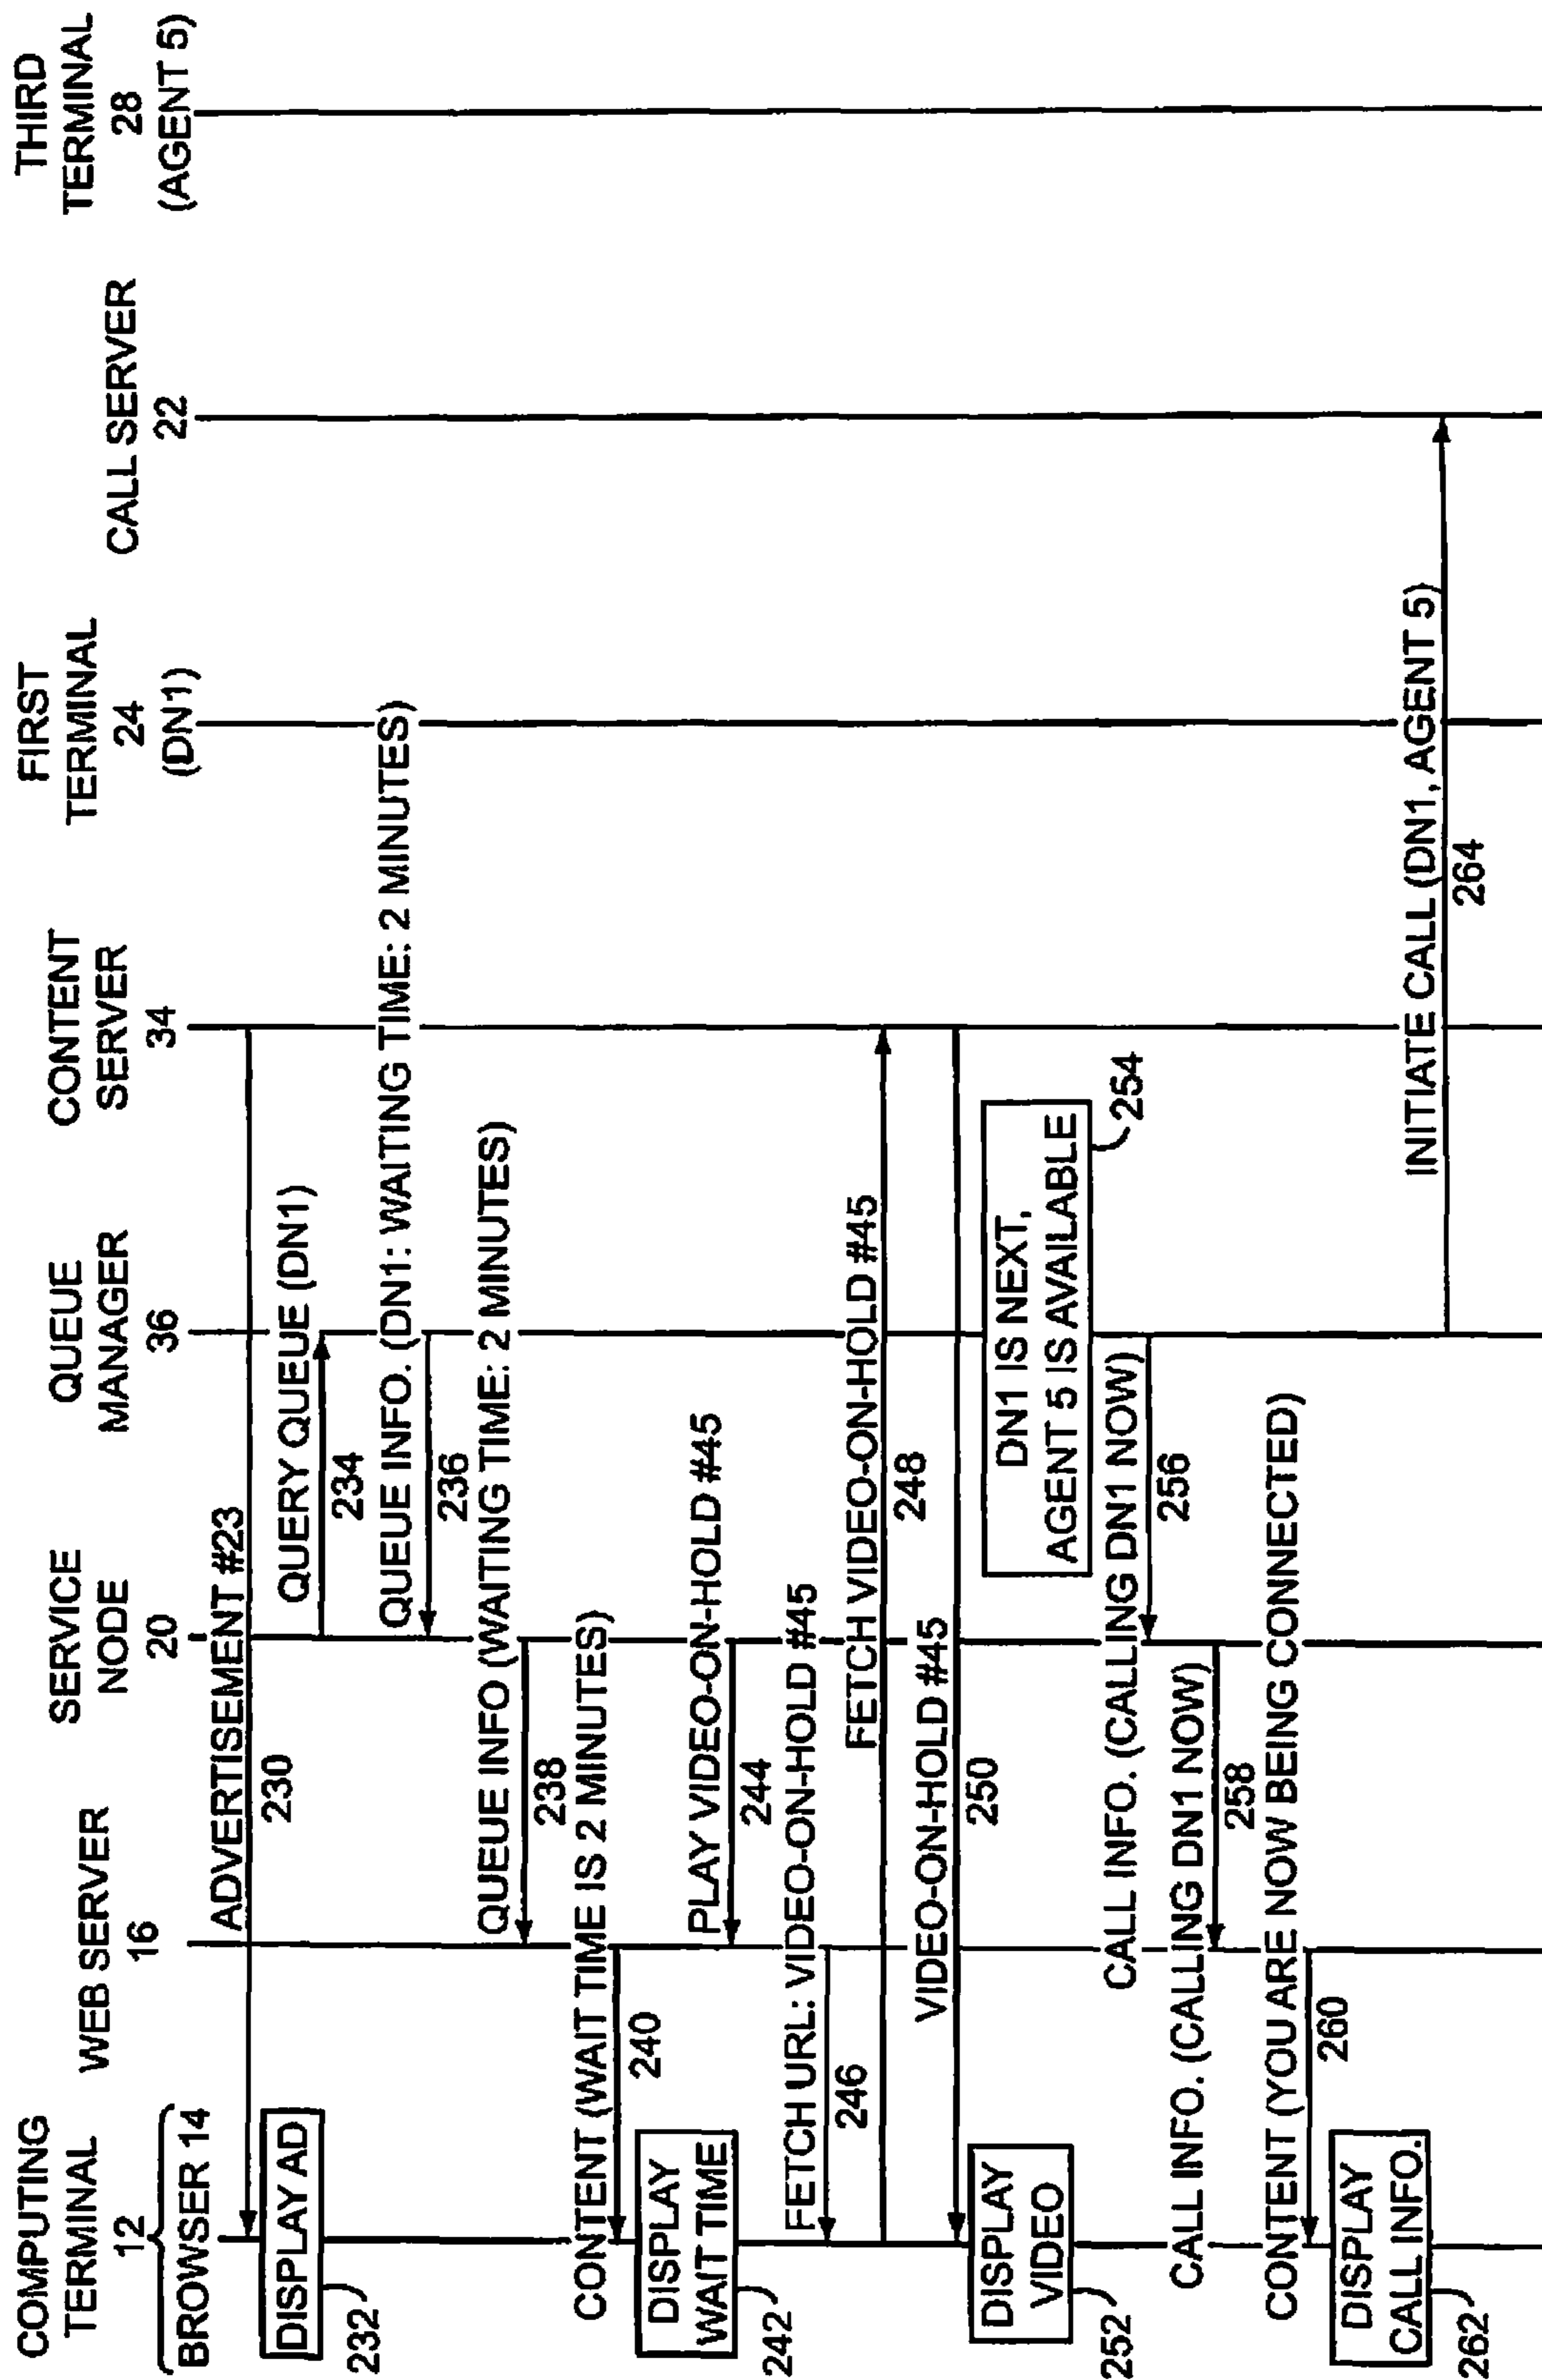 COMPUTING
TERMINAL
12
BROWSER 14
WEB SERVER
16
SERVICE
NODE
20
QUEUE
MANAGER
36
CONTENT
SERVER
34
FIRST
TERMINAL
24
(DN1)
CALL SERVER
22
THIRD
TERMINAL
28
(AGENT 5)
ADVERTISEMENT #23
230
DISPLAY AD
232
QUERY QUEUE (DN1)
234
QUEUE INFO. (DN1: WAITING TIME: 2 MINUTES)
236
QUEUE INFO (WAITING TIME: 2 MINUTES)
238
CONTENT (WAIT TIME IS 2 MINUTES)
240
DISPLAY
WAIT TIME
242
PLAY VIDEO-ON-HOLD #45
244
FETCH URL: VIDEO-ON-HOLD #45
246
FETCH VIDEO-ON-HOLD #45
248
VIDEO-ON-HOLD #45
250
DISPLAY
VIDEO
252
DN1 IS NEXT,
AGENT 5 IS AVAILABLE
254
CALL INFO. (CALLING DN1 NOW)
256
CALL INFO. (CALLING DN1 NOW)
258
CONTENT (YOU ARE NOW BEING CONNECTED)
260
DISPLAY
CALL INFO.
262
INITIATE CALL (DN1, AGENT 5)
264